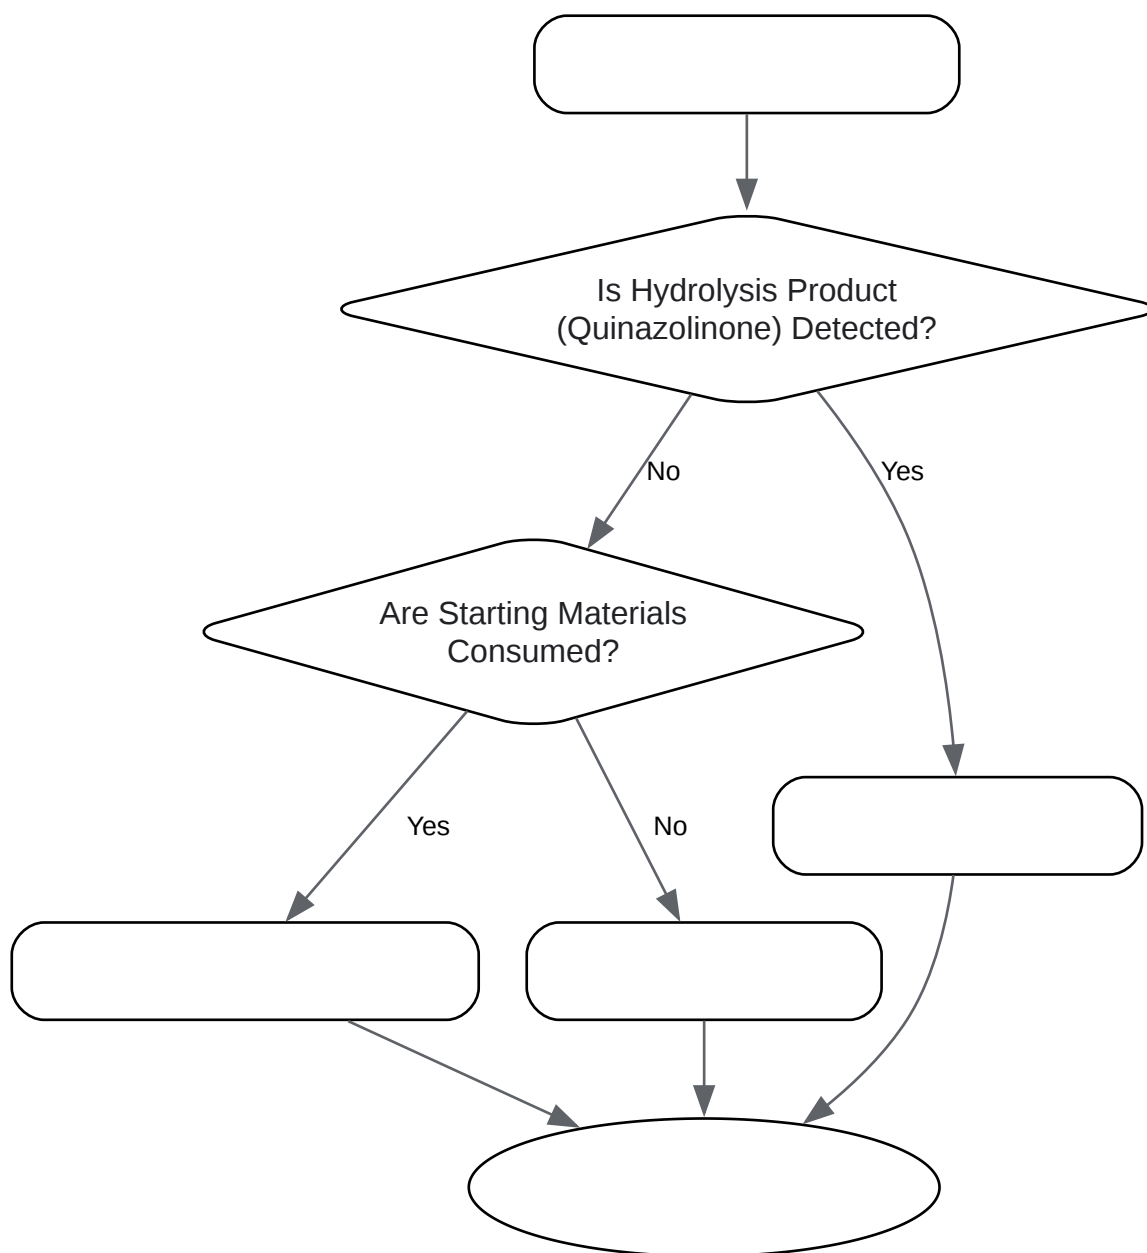 Is Hydrolysis Product
(Quinazolinone) Detected?
No
Yes
Are Starting Materials
Consumed?
Yes
No